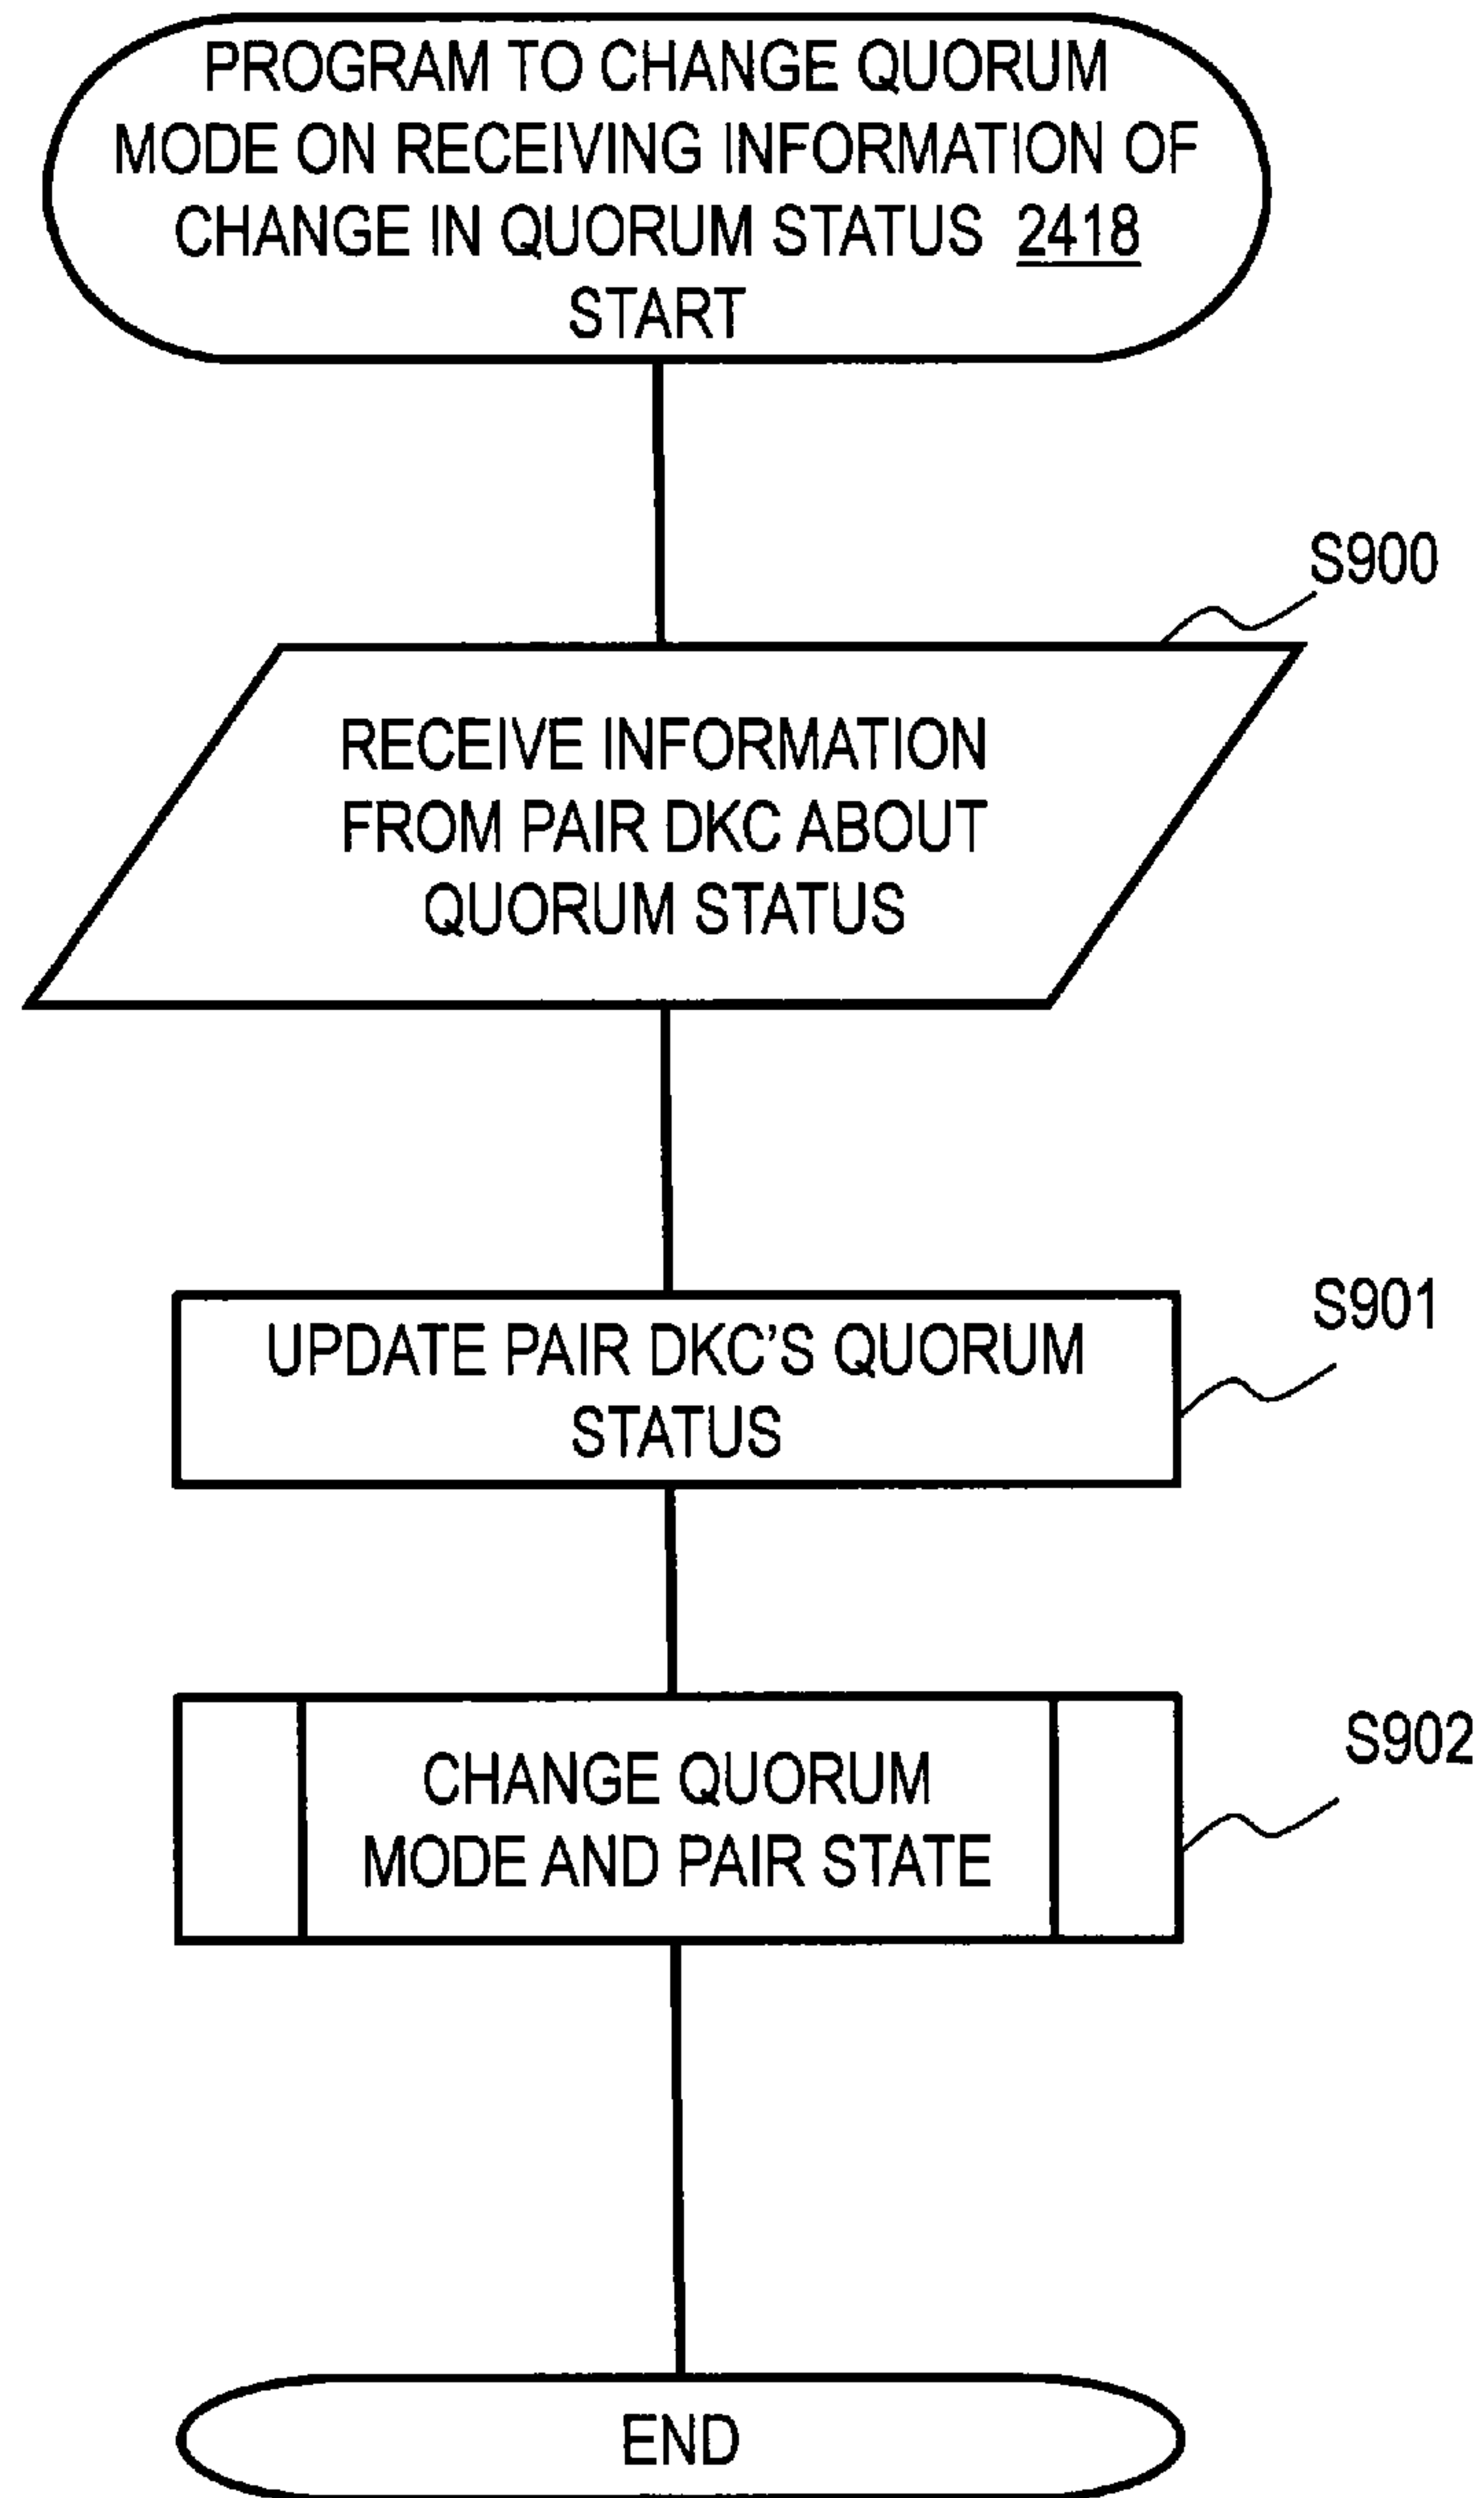 PROGRAM TO CHANGE QUORUM
MODE ON RECEIVING INFORMATION OF
CHANGE IN QUORUM STATUS 2418
START
S900
RECEIVE INFORMATION
FROM PAIR DKC ABOUT
QUORUM STATUS
S901
UPDATE PAIR DKC'S QUORUM
STATUS
S902
CHANGE QUORUM
MODE AND PAIR STATE
END